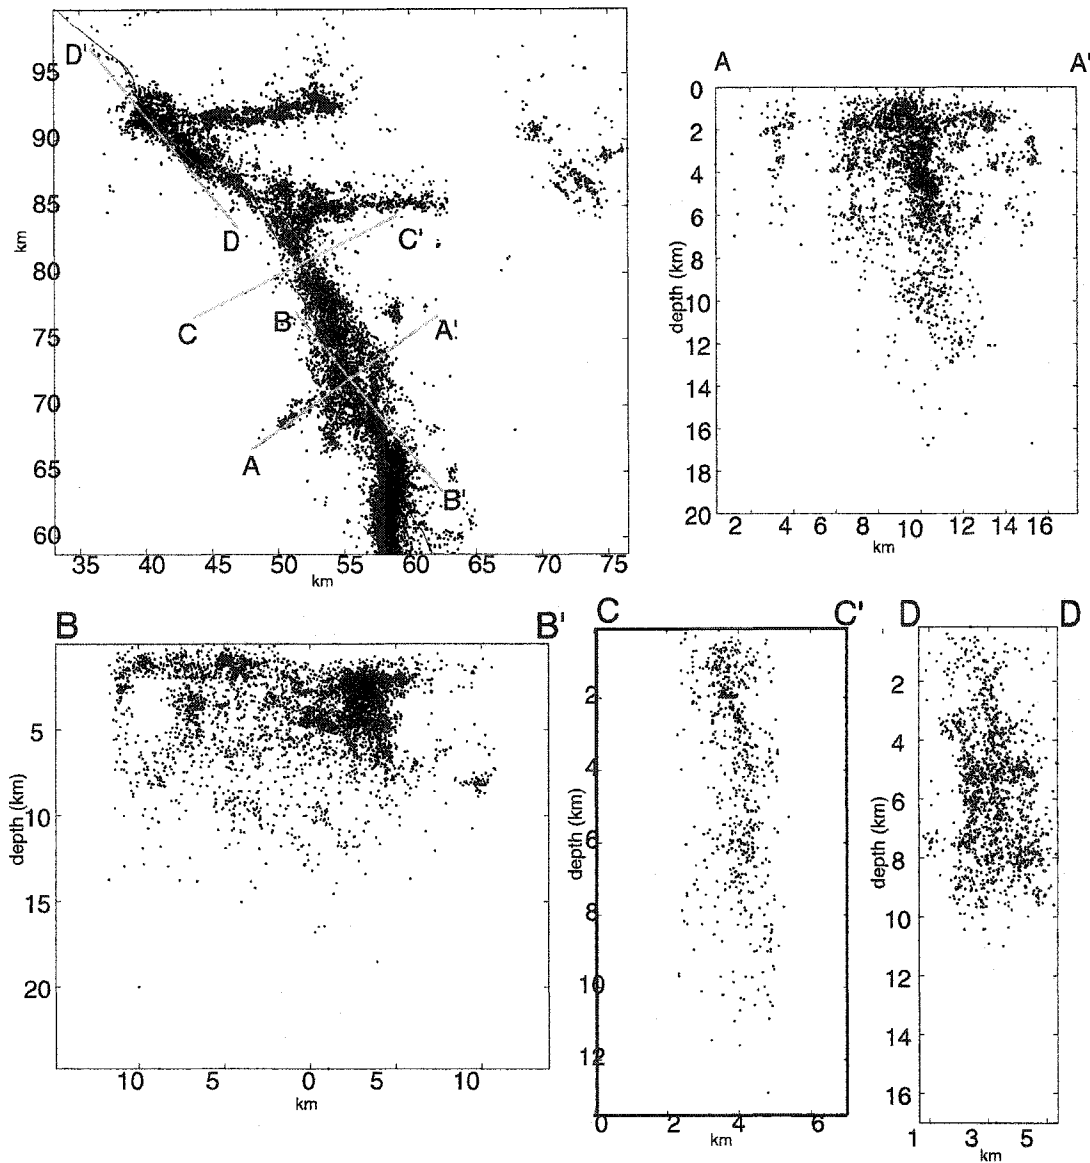 D'
95
90
85
80
75
70
65
60
km
D
C'
C
B
A'
A
B'
35 40 45 50 55 60 65 70 75
km
A A'
0
2
4
6
8
10
12
14
16
18
20
depth (km)
2 4 6 8 10 12 14 16
km
B B'
5
10
15
20
depth (km)
10 5 0 5 10
km
C C'
2
4
6
8
10
12
depth (km)
0 2 4 6
km
D D
2
4
6
8
10
12
14
16
depth (km)
1 3 5
km